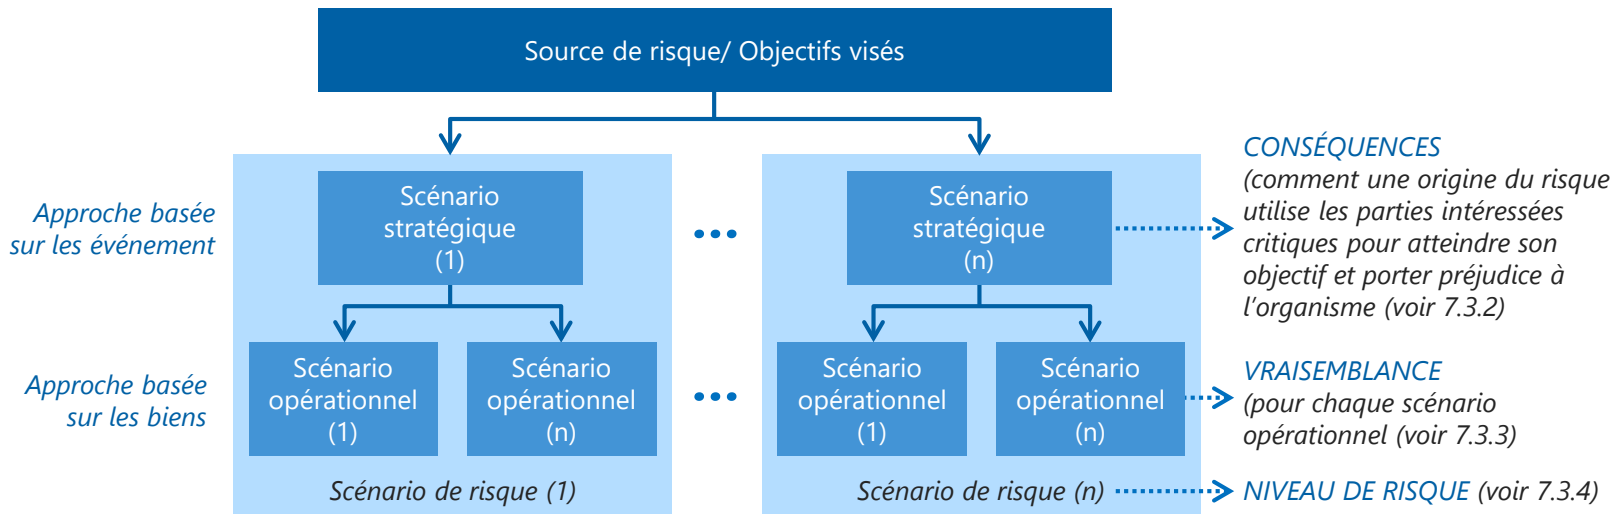 Source de risque/ Objectifs visés
Approche basée
sur les événement
Scénario
stratégique
(1)
...
Scénario
stratégique
(n)
CONSÉQUENCES
(comment une origine du risque
utilise les parties intéressées
critiques pour atteindre son
objectif et porter préjudice à
l'organisme (voir 7.3.2)
Approche basée
sur les biens
Scénario
opérationnel
(1)
Scénario
opérationnel
(n)
...
Scénario
opérationnel
(1)
Scénario
opérationnel
(n)
VRAISEMBLANCE
(pour chaque scénario
opérationnel (voir 7.3.3)
Scénario de risque (1)
Scénario de risque (n)
NIVEAU DE RISQUE (voir 7.3.4)